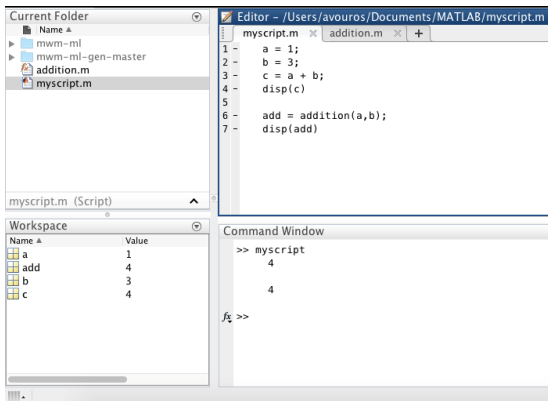 Current Folder
Name ▲
mwm-ml
mwm-ml-gen-master
addition.m
myscript.m
myscript.m (Script)
Workspace
Name ▲ Value
a 1
add 4
b 3
c 4
Editor – /Users/avouros/Documents/MATLAB/myscript.m
myscript.m × addition.m × +
1 – a = 1;
2 – b = 3;
3 – c = a + b;
4 – disp(c)
5
6 – add = addition(a,b);
7 – disp(add)
Command Window
>> myscript
4
4
fx >>